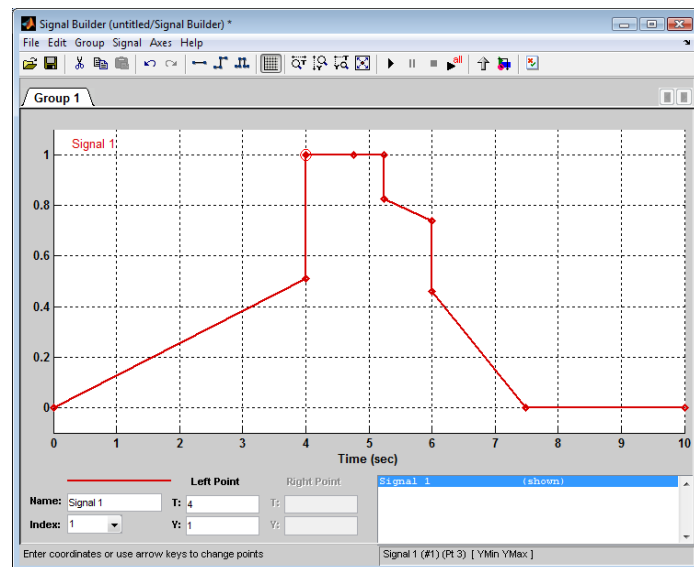 Signal Builder (untitled/Signal Builder) *
File Edit Group Signal Axes Help
all
Group 1
Signal 1
1
0.8
0.6
0.4
0.2
0
0 1 2 3 4 5 6 7 8 9 10
Time (sec)
Left Point Right Point
Name: Signal 1 T: 4 T:
Index: 1 Y: 1 Y:
Signal 1 (shown)
Enter coordinates or use arrow keys to change points
Signal 1 (#1) (Pt 3) [ YMin YMax ]